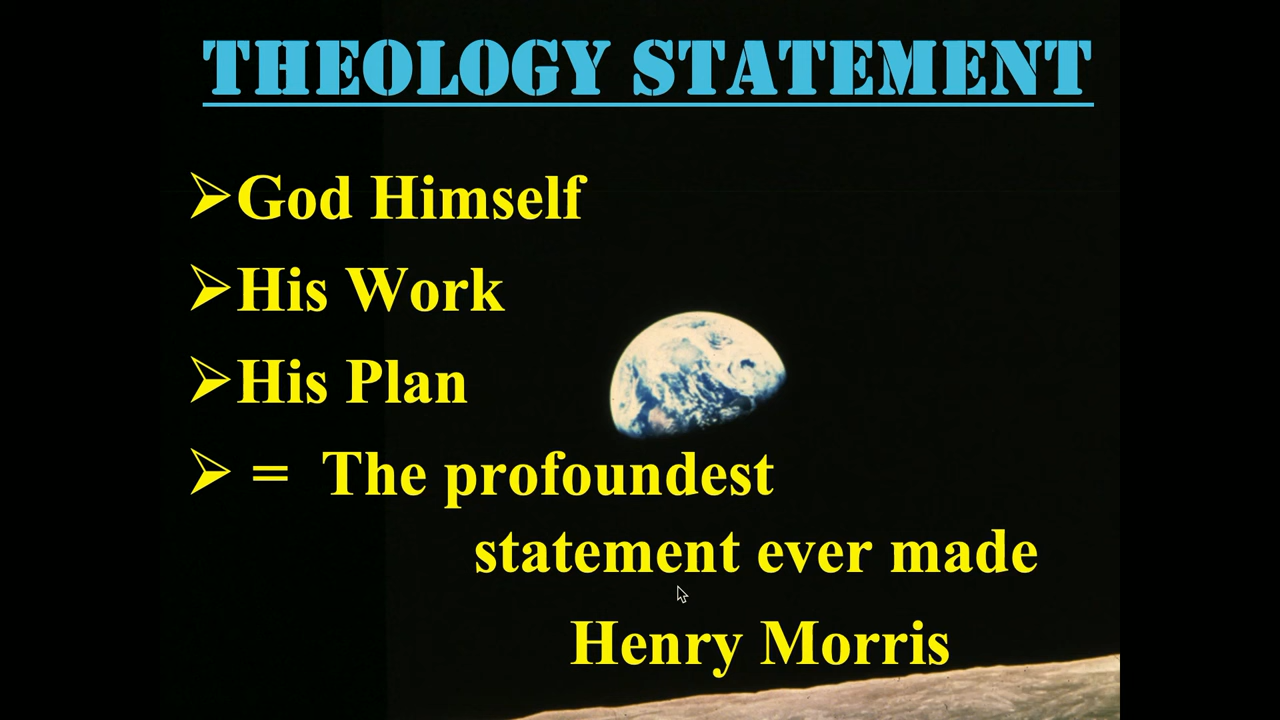 THEOLOGY STATEMENT
➢God Himself
➢His Work
➢His Plan
➢ = The profoundest
statement ever made
Henry Morris